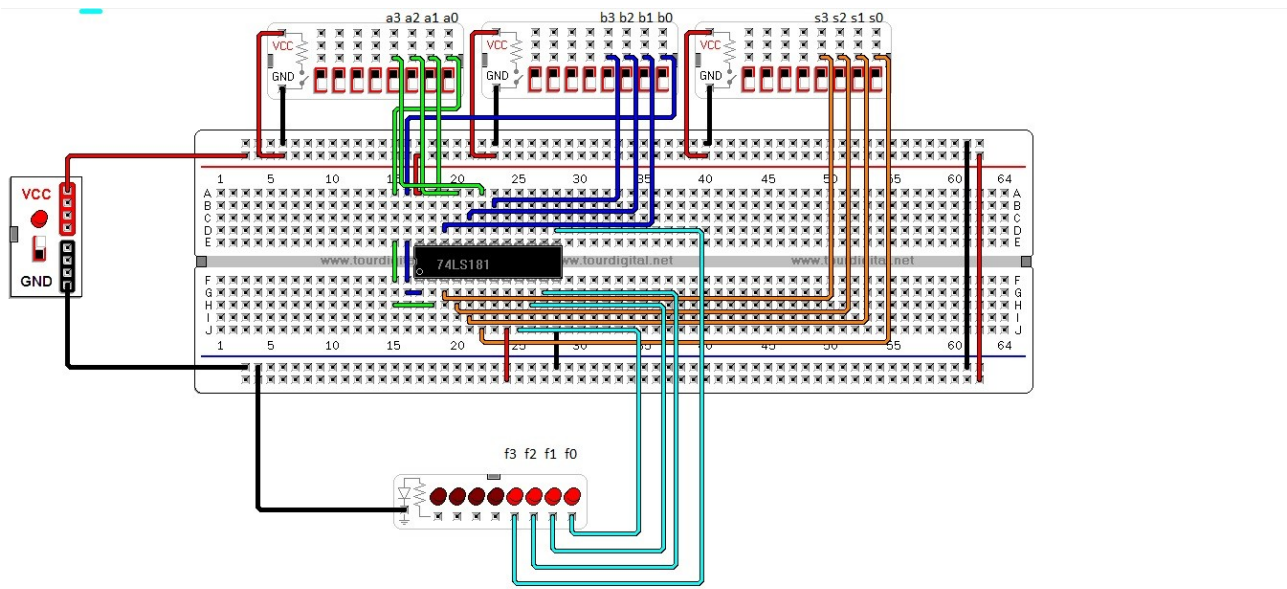 a3 a2 a1 a0
b3 b2 b1 b0
s3 s2 s1 s0
VCC
VCC
VCC
GND
GND
GND
1 5 10 15 20 25 30 35 40 45 50 55 60 64
A A
B B
C C
D D
E E
VCC
GND
www.tourdigital.net
www.tourdigital.net
www.tourdigital.net
74LS181
F F
G G
H H
I I
J J
1 5 10 15 20 25 30 35 40 45 50 55 60 64
f3 f2 f1 f0